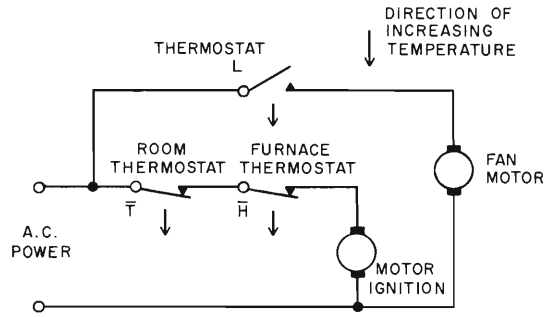 DIRECTION OF
INCREASING
TEMPERATURE
THERMOSTAT
L
ROOM
THERMOSTAT
FURNACE
THERMOSTAT
FAN
MOTOR
T̅
H̅
A.C.
POWER
MOTOR
IGNITION